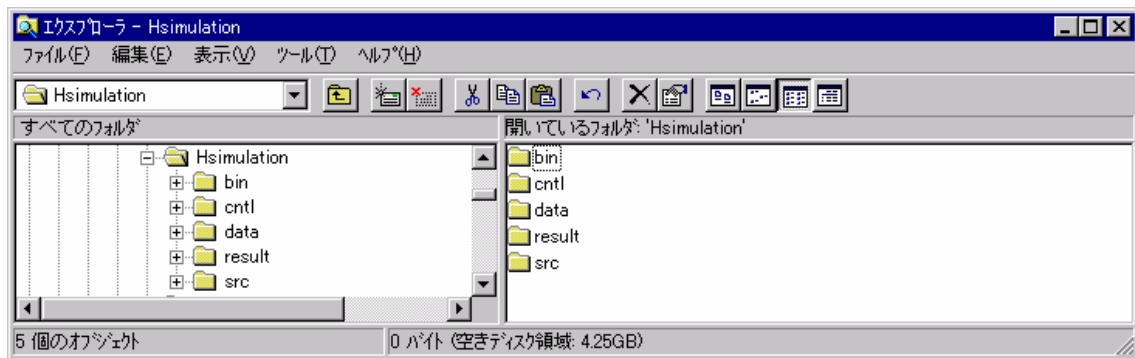 エクスプローラ - Hsimulation
ファイル(F) 編集(E) 表示(V) ツール(T) ヘルプ(H)
Hsimulation
すべてのフォルダ 開いているフォルダ: 'Hsimulation'
Hsimulation
bin
cntl
data
result
src
bin
cntl
data
result
src
5 個のオブジェクト 0 バイト (空きディスク領域: 4.25GB)